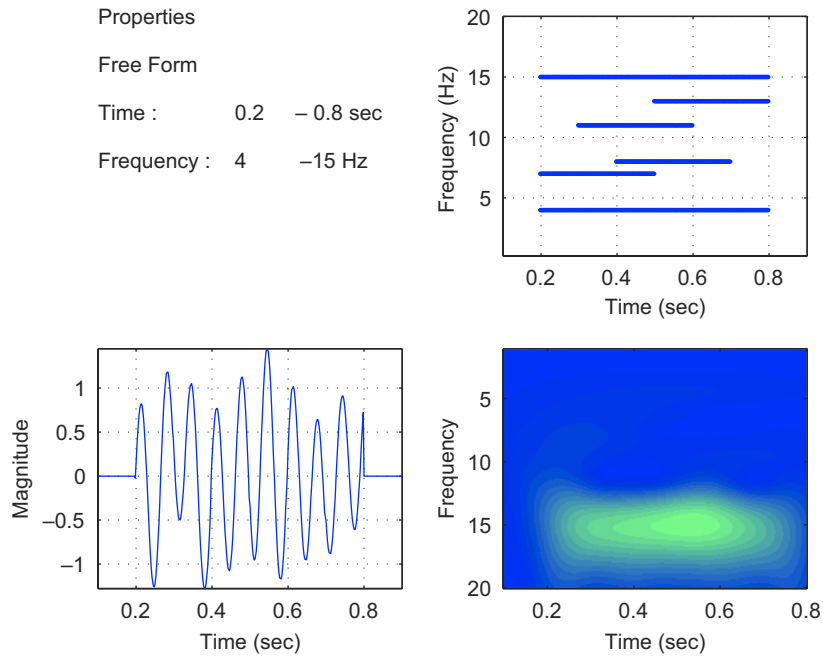 Properties
Free Form
Time : 0.2 – 0.8 sec
Frequency : 4 –15 Hz
20
15
10
5
Frequency (Hz)
0.2 0.4 0.6 0.8
Time (sec)
1
0.5
0
–0.5
–1
Magnitude
0.2 0.4 0.6 0.8
Time (sec)
5
10
15
20
Frequency
0.2 0.4 0.6 0.8
Time (sec)